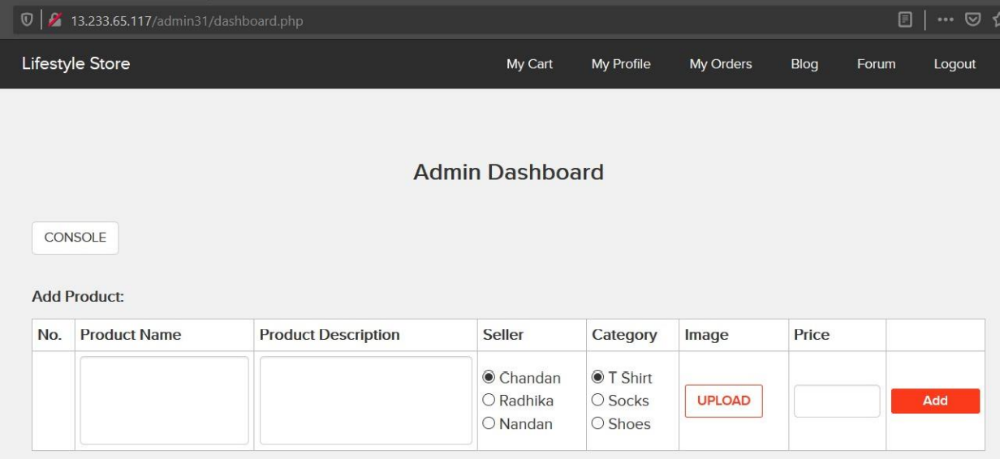 13.233.65.117/admin31/dashboard.php
Lifestyle Store My Cart My Profile My Orders Blog Forum Logout
Admin Dashboard
CONSOLE
Add Product:
No. Product Name Product Description Seller Category Image Price
Chandan T Shirt
Radhika Socks UPLOAD Add
Nandan Shoes